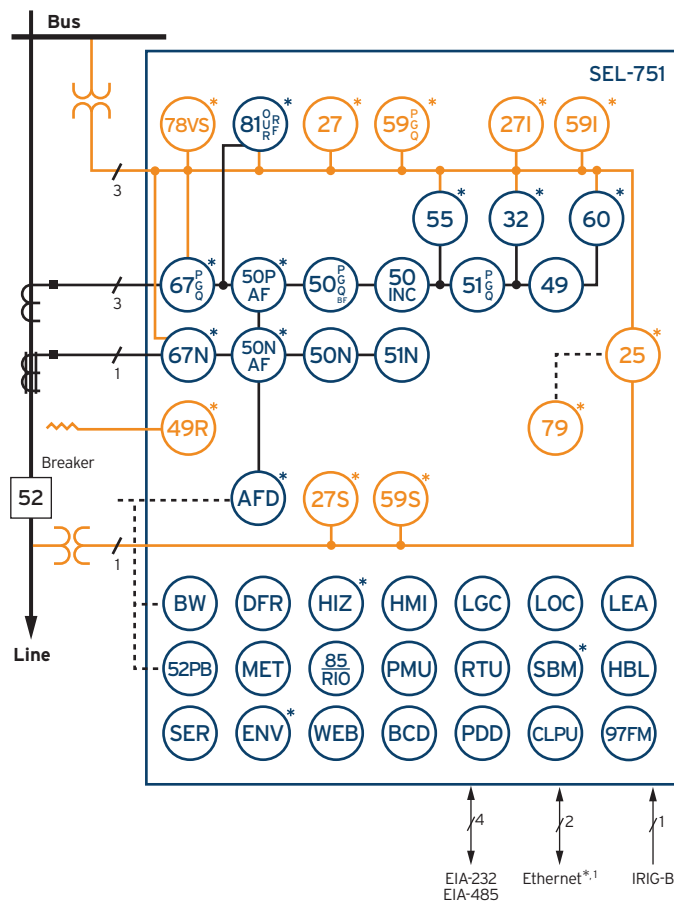 Bus
SEL-751
78VS*
81 O U R R F*
27*
59 P G Q*
27I*
59I*
3
55*
32*
60*
67 P G Q*
50P AF*
50 P G Q BF
50 INC
51 P G Q
49
3
67N*
50N AF*
50N
51N
25*
1
49R*
79*
Breaker
52
AFD*
27S*
59S*
1
BW
DFR
HIZ*
HMI
LGC
LOC
LEA
Line
52PB
MET
85
RIO
PMU
RTU
SBM*
HBL
SER
ENV*
WEB
BCD
PDD
CLPU
97FM
4
2
1
EIA-232
EIA-485
Ethernet*,1
IRIG-B